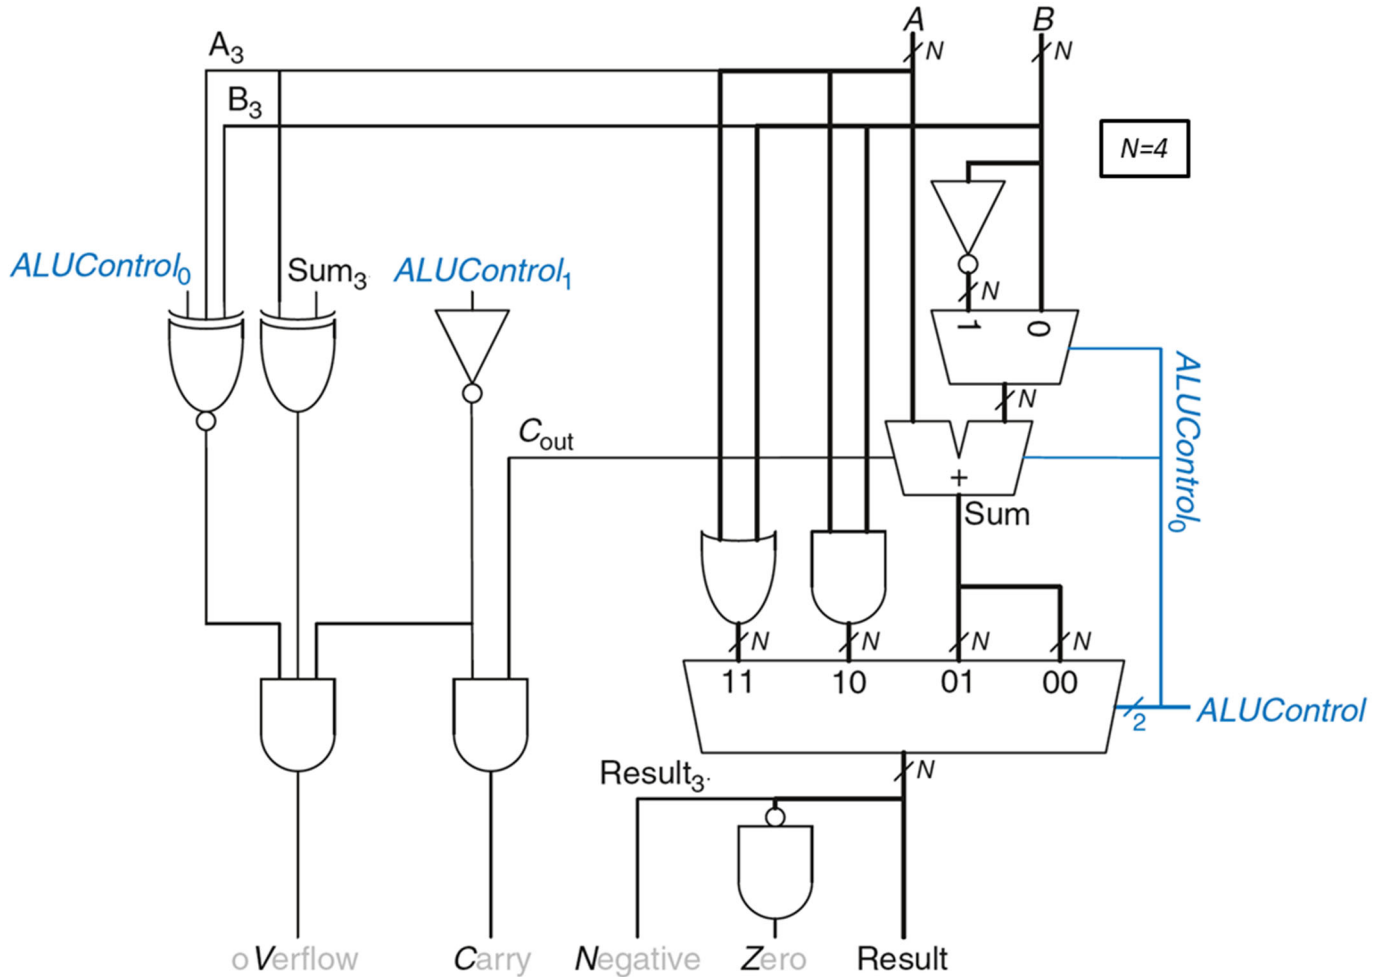 A B
N N
A3
B3
N=4
ALUControl0 Sum3 ALUControl1
N
1 0
ALUControl0
N
Cout
+
Sum
N N N N
11 10 01 00
2 ALUControl
N
Result3
oVerflow Carry Negative Zero Result